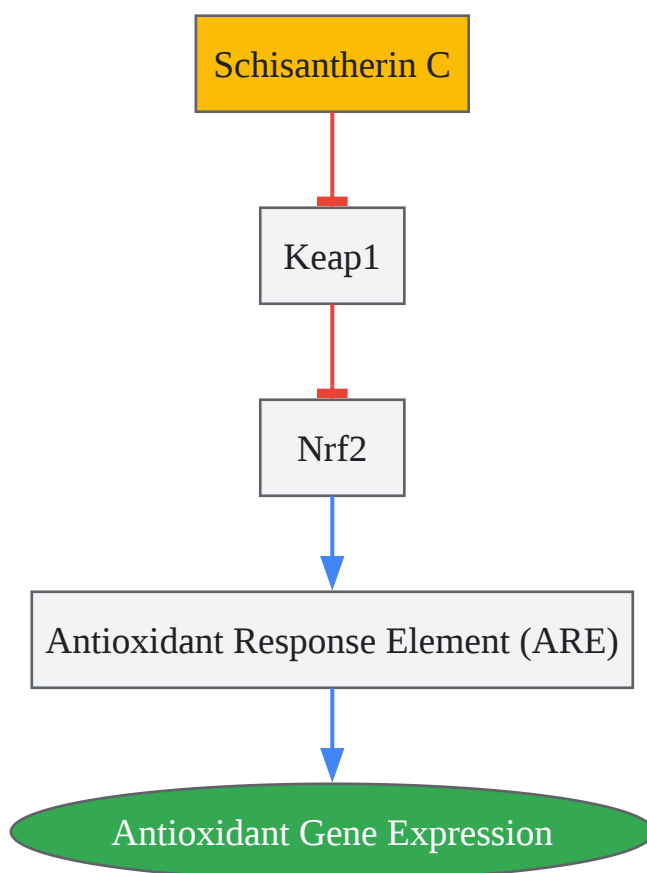 Schisantherin C
Keap1
Nrf2
Antioxidant Response Element (ARE)
Antioxidant Gene Expression